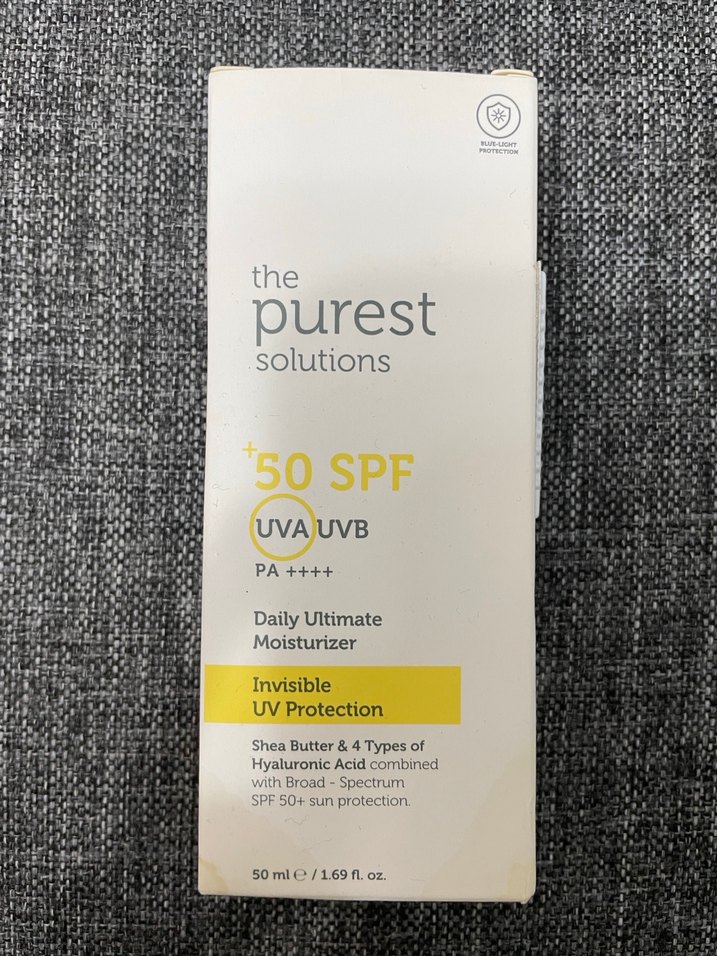 BLUE-LIGHT
PROTECTION
the
purest
solutions
+50 SPF
UVA UVB
PA ++++
Daily Ultimate
Moisturizer
Invisible
UV Protection
Shea Butter & 4 Types of
Hyaluronic Acid combined
with Broad - Spectrum
SPF 50+ sun protection.
50 ml ℮ / 1.69 fl. oz.